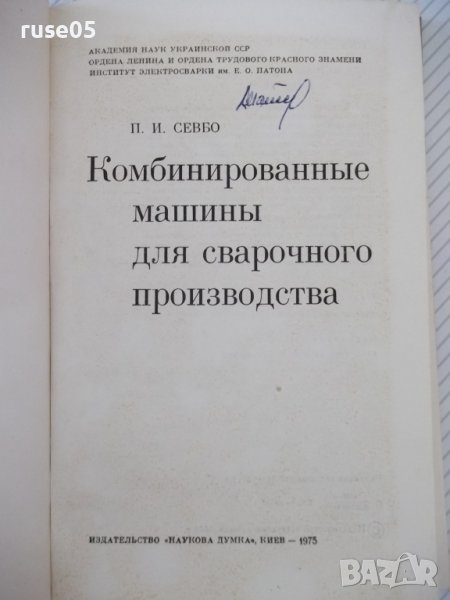 ruse05
АКАДЕМИЯ НАУК УКРАИНСКОЙ ССР
ОРДЕНА ЛЕНИНА И ОРДЕНА ТРУДОВОГО КРАСНОГО ЗНАМЕНИ
ИНСТИТУТ ЭЛЕКТРОСВАРКИ им. Е. О. ПАТОНА
П. И. СЕВБО
Комбинированные
машины
для сварочного
производства
ИЗДАТЕЛЬСТВО «НАУКОВА ДУМКА», КИЕВ — 1975
BAZAR